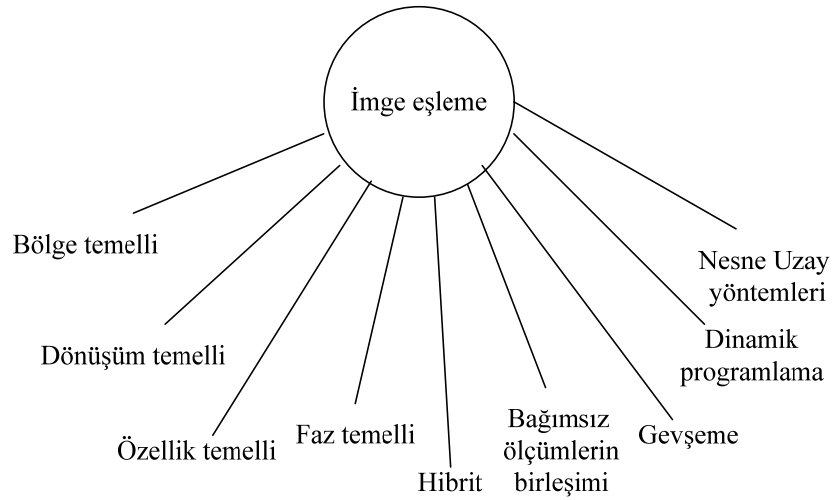 İmge eşleme
Bölge temelli
Dönüşüm temelli
Özellik temelli
Faz temelli
Hibrit
Bağımsız
ölçümlerin
birleşimi
Gevşeme
Dinamik
programlama
Nesne Uzay
yöntemleri